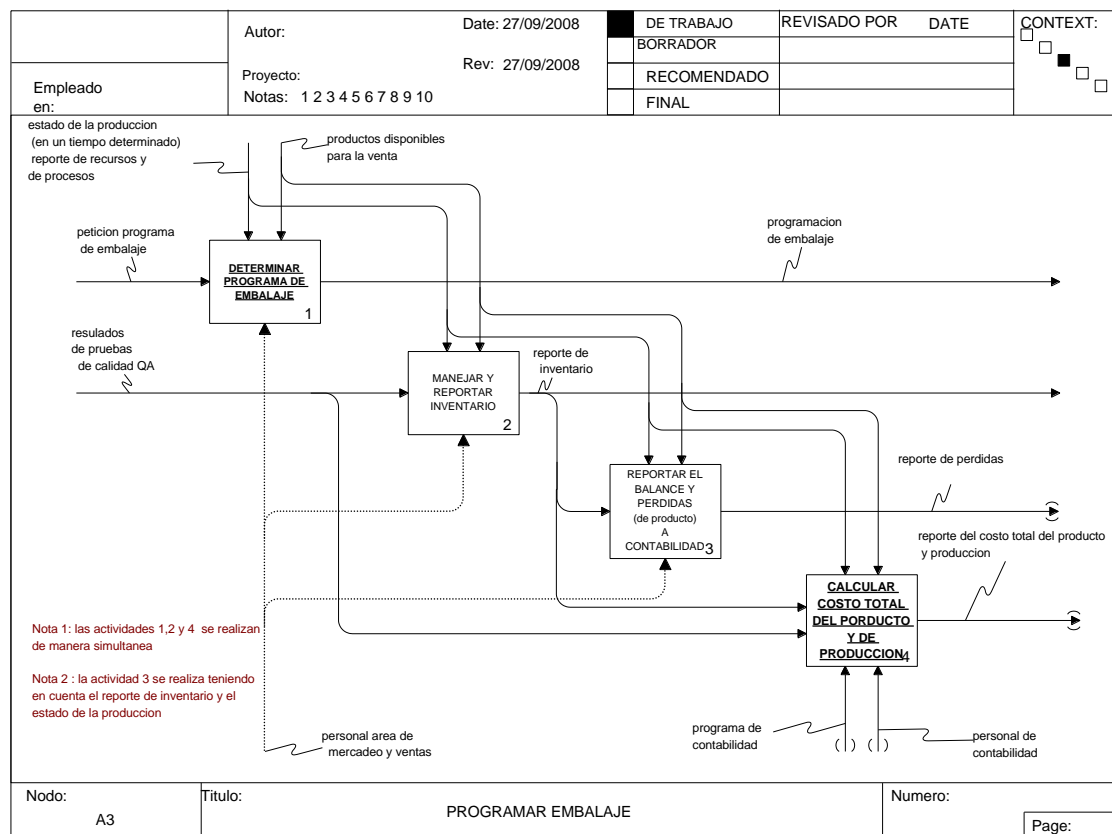 Autor:
Date: 27/09/2008
Rev: 27/09/2008
Proyecto:
Notas: 1 2 3 4 5 6 7 8 9 10
Empleado
en:
DE TRABAJO
BORRADOR
RECOMENDADO
FINAL
REVISADO POR
DATE
CONTEXT:
estado de la produccion
(en un tiempo determinado)
reporte de recursos y
de procesos
productos disponibles
para la venta
peticion programa
de embalaje
programacion
de embalaje
DETERMINAR
PROGRAMA DE
EMBALAJE
1
resulados
de pruebas
de calidad QA
MANEJAR Y
REPORTAR
INVENTARIO
2
reporte de
inventario
REPORTAR EL
BALANCE Y
PERDIDAS
(de producto)
A
CONTABILIDAD
3
reporte de perdidas
reporte del costo total del producto
y produccion
CALCULAR
COSTO TOTAL
DEL PORDUCTO
Y DE
PRODUCCION
4
Nota 1: las actividades 1,2 y 4 se realizan
de manera simultanea
Nota 2 : la actividad 3 se realiza teniendo
en cuenta el reporte de inventario y el
estado de la produccion
personal area de
mercadeo y ventas
programa de
contabilidad
personal de
contabilidad
Nodo:
A3
Titulo:
PROGRAMAR EMBALAJE
Numero:
Page: